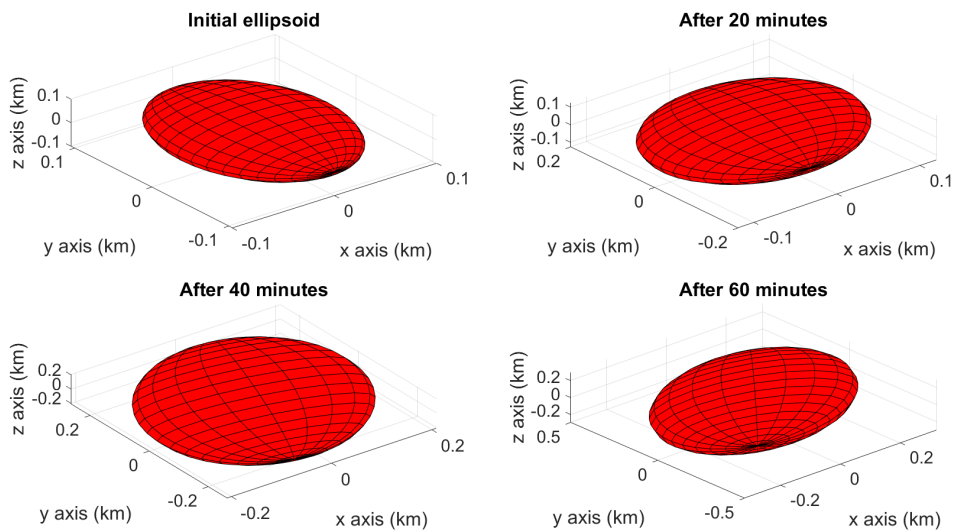 Initial ellipsoid
z axis (km)
0.1
0
-0.1
0.1
0
-0.1
y axis (km)
-0.1
0
0.1
x axis (km)
After 20 minutes
z axis (km)
0.1
0
-0.1
0.2
0
-0.2
y axis (km)
-0.1
0
0.1
x axis (km)
After 40 minutes
z axis (km)
0.2
0
-0.2
0.2
0
-0.2
y axis (km)
-0.2
0
0.2
x axis (km)
After 60 minutes
z axis (km)
0.2
0
-0.2
0.5
0
-0.5
y axis (km)
-0.2
0
0.2
x axis (km)